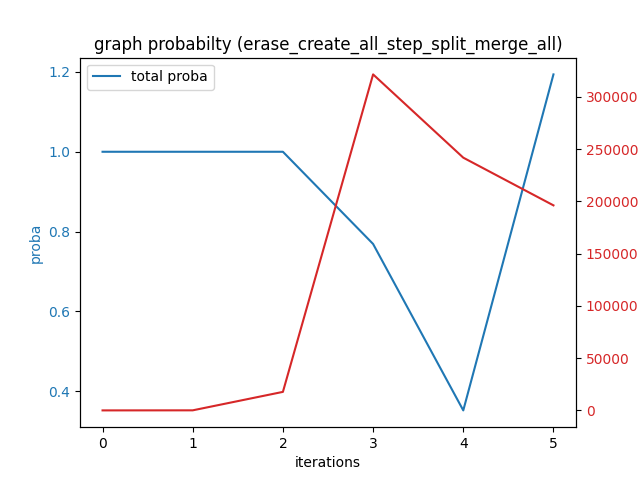 graph probabilty (erase_create_all_step_split_merge_all)
total proba
1.2
1.0
0.8
0.6
0.4
proba
300000
250000
200000
150000
100000
50000
0
0 1 2 3 4 5
iterations